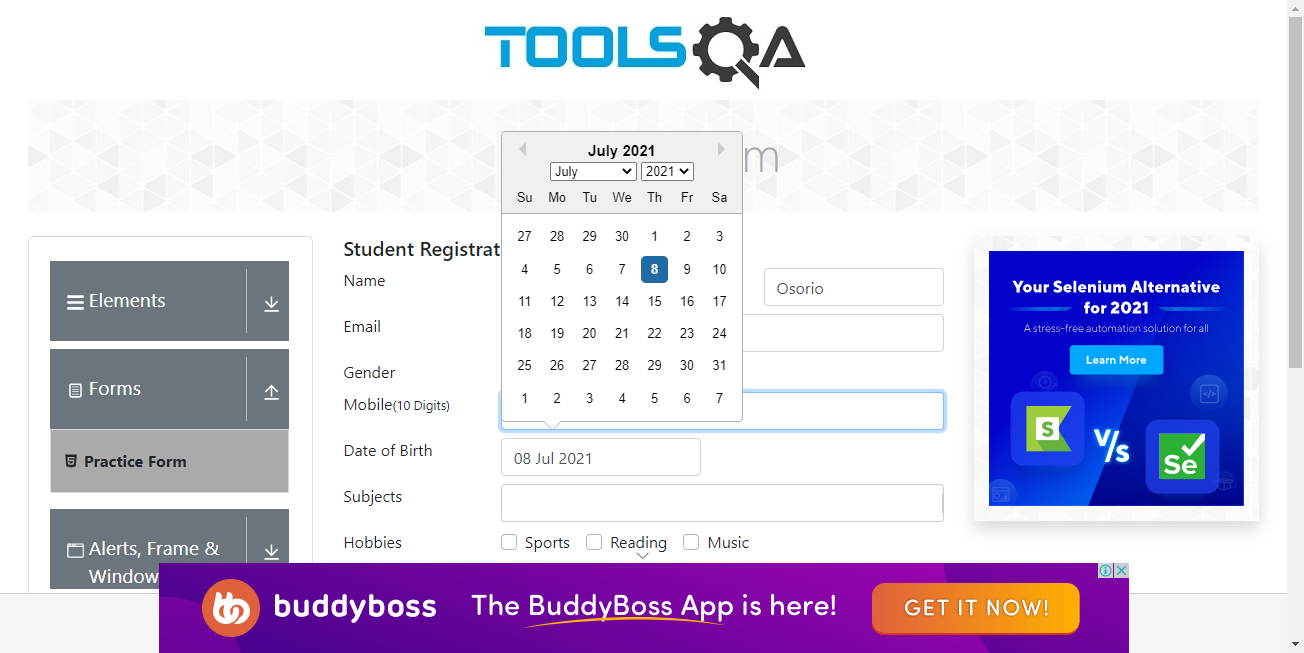 TOOLSQA
m
July 2021
July 2021
Su Mo Tu We Th Fr Sa
27 28 29 30 1 2 3
4 5 6 7 8 9 10
11 12 13 14 15 16 17
18 19 20 21 22 23 24
25 26 27 28 29 30 31
1 2 3 4 5 6 7
Elements
Forms
Practice Form
Alerts, Frame &
Window
Student Registrat
Name
Osorio
Email
Gender
Mobile(10 Digits)
Date of Birth
08 Jul 2021
Subjects
Hobbies
Sports
Reading
Music
Your Selenium Alternative
for 2021
A stress-free automation solution for all
Learn More
S
V/s
Se
buddyboss
The BuddyBoss App is here!
GET IT NOW!